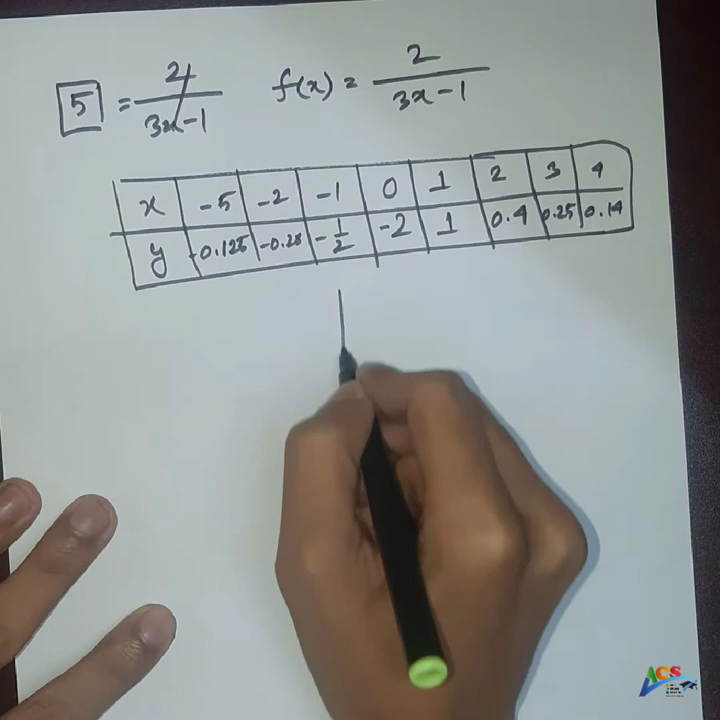 5 = 2/3x-1 f(x) = 2/3x-1
x -5 -2 -1 0 1 2 3 4
y -0.125 -0.28 -1/2 -2 1 0.4 0.25 0.14
ACS